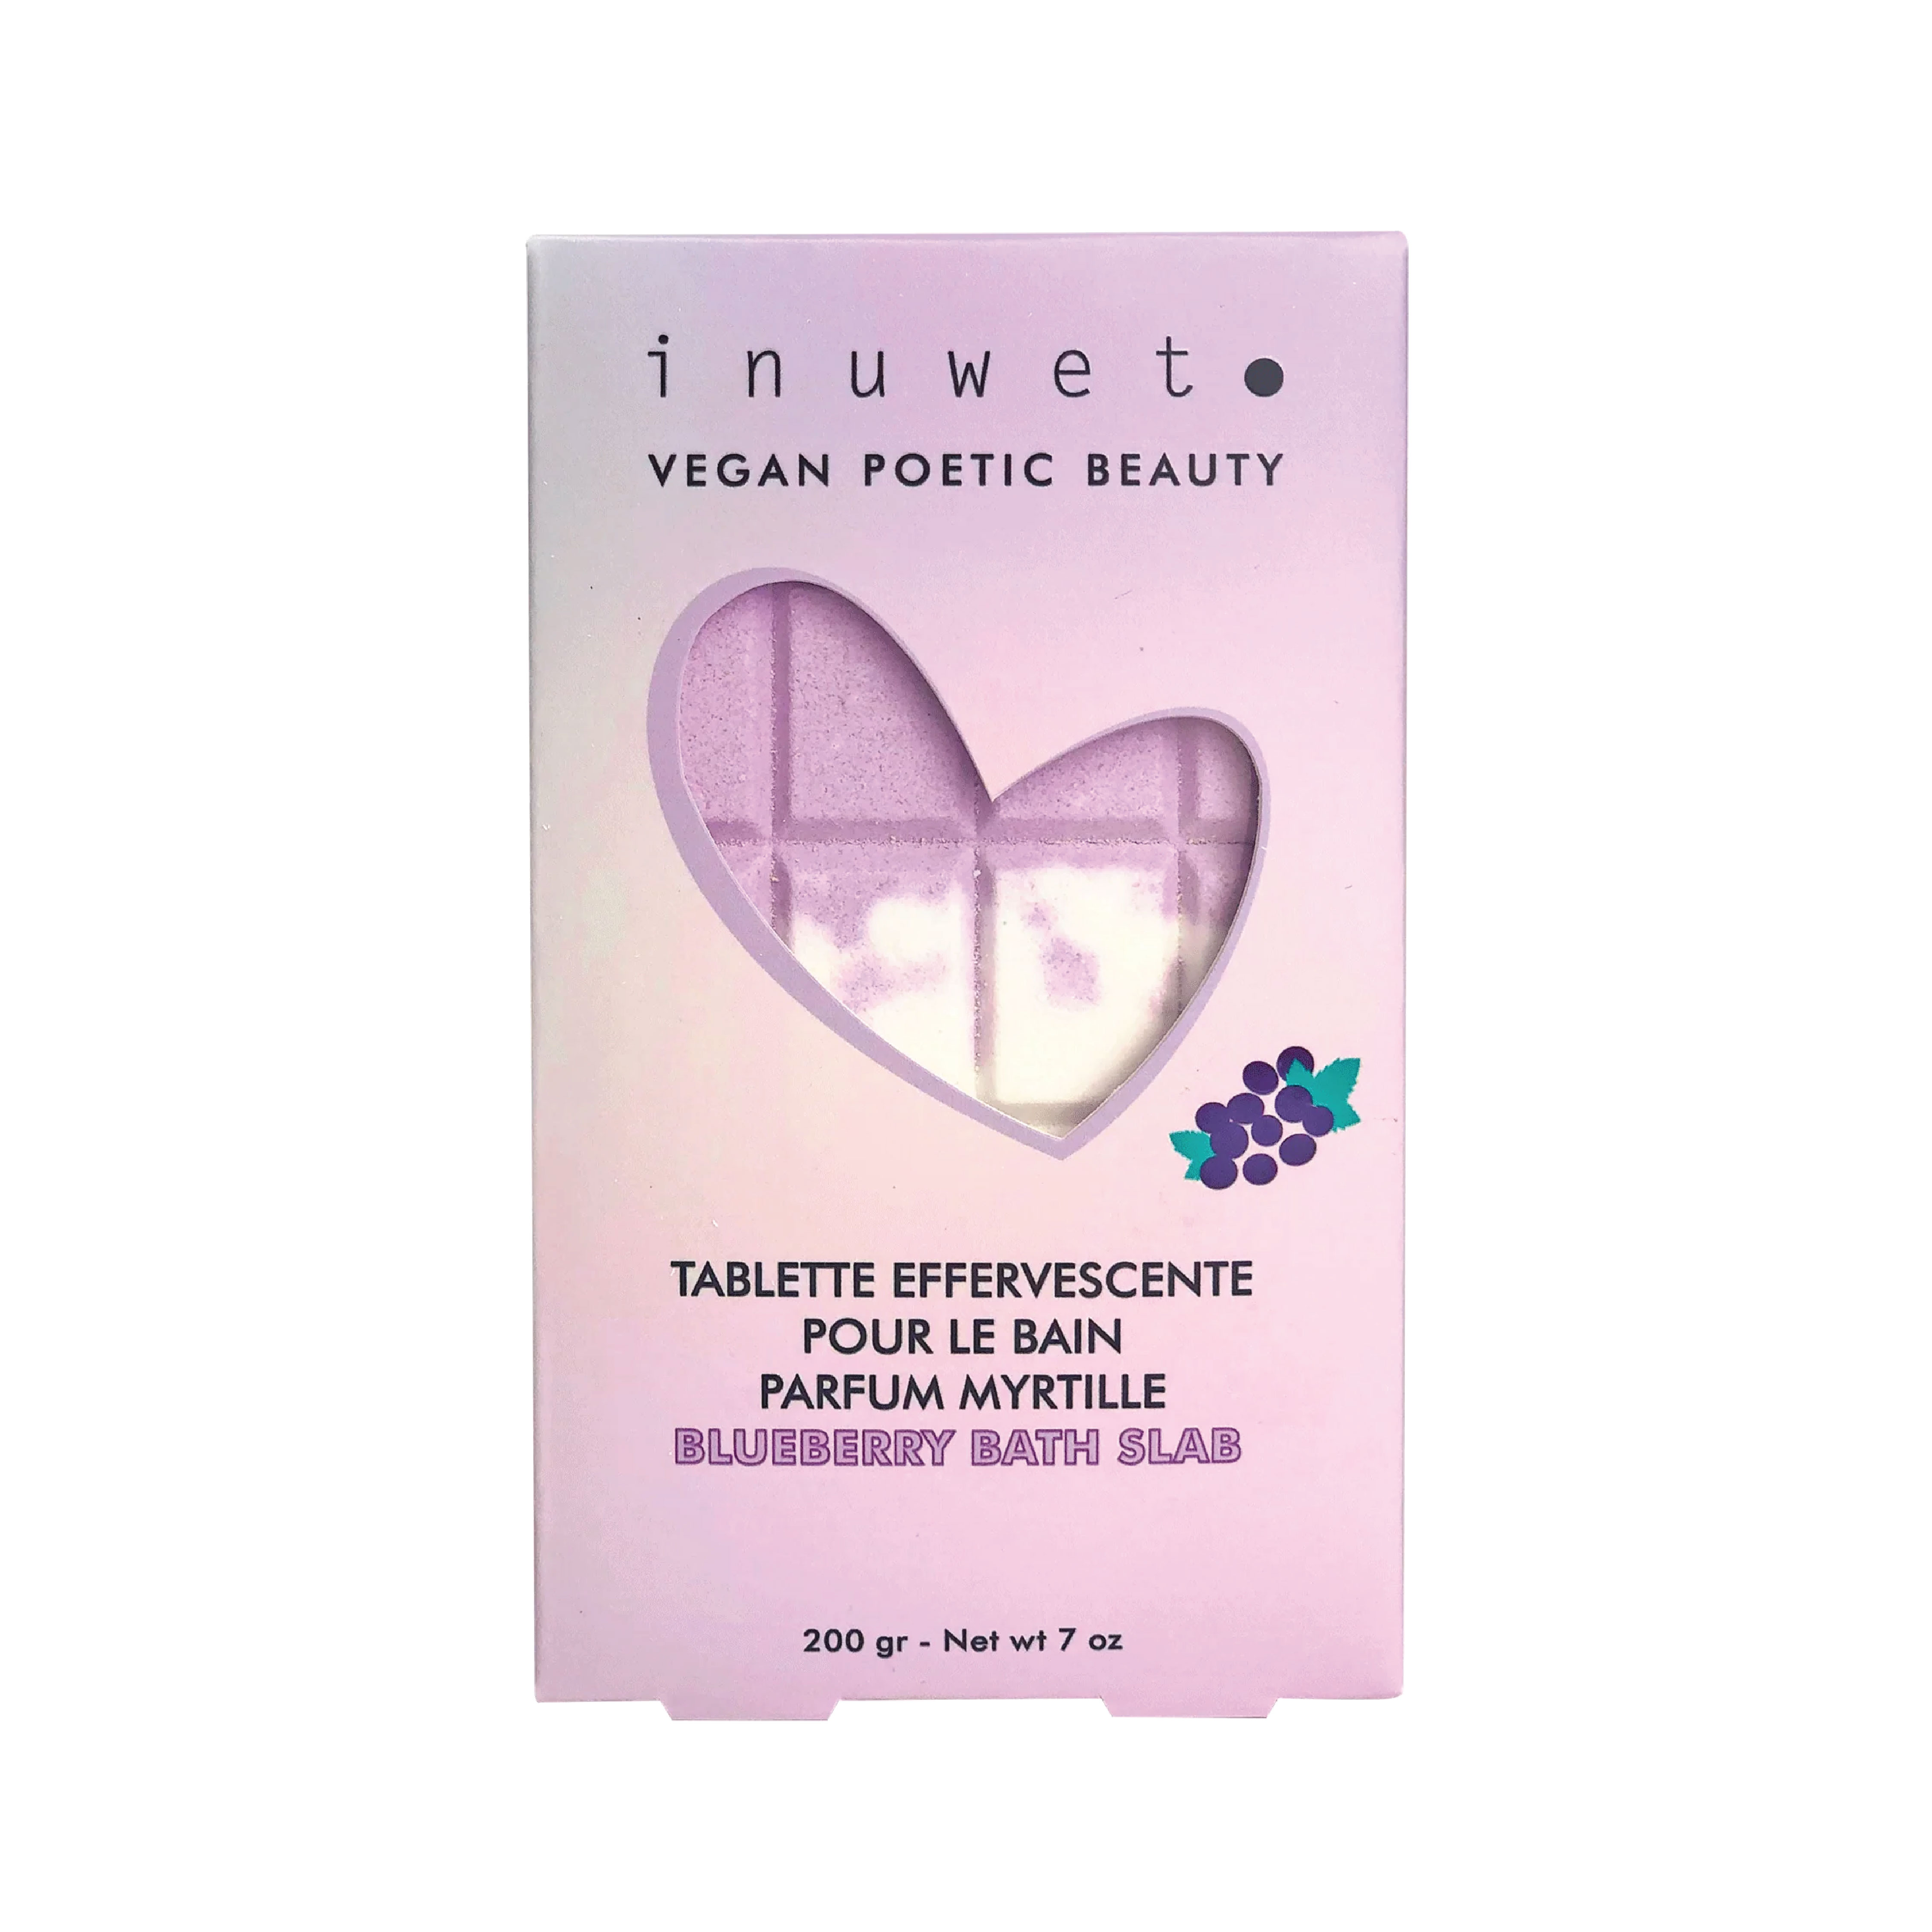 inuwet
VEGAN POETIC BEAUTY
TABLETTE EFFERVESCENTE
POUR LE BAIN
PARFUM MYRTILLE
BLUEBERRY BATH SLAB
200 gr - Net wt 7 oz